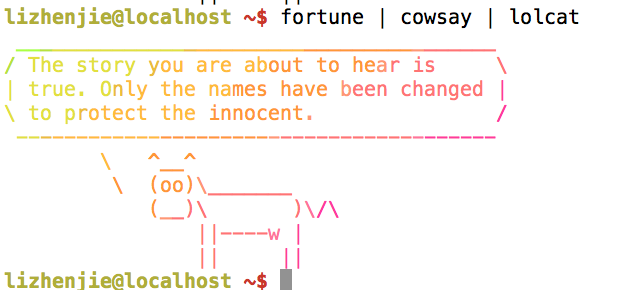 lizhenjie@localhost ~$ fortune | cowsay | lolcat
 _______________________________________
/ The story you are about to hear is     \
| true. Only the names have been changed |
\ to protect the innocent.               /
 ----------------------------------------
        \   ^__^
         \  (oo)\_______
            (__)\       )\/\
                ||----w |
                ||     ||
lizhenjie@localhost ~$